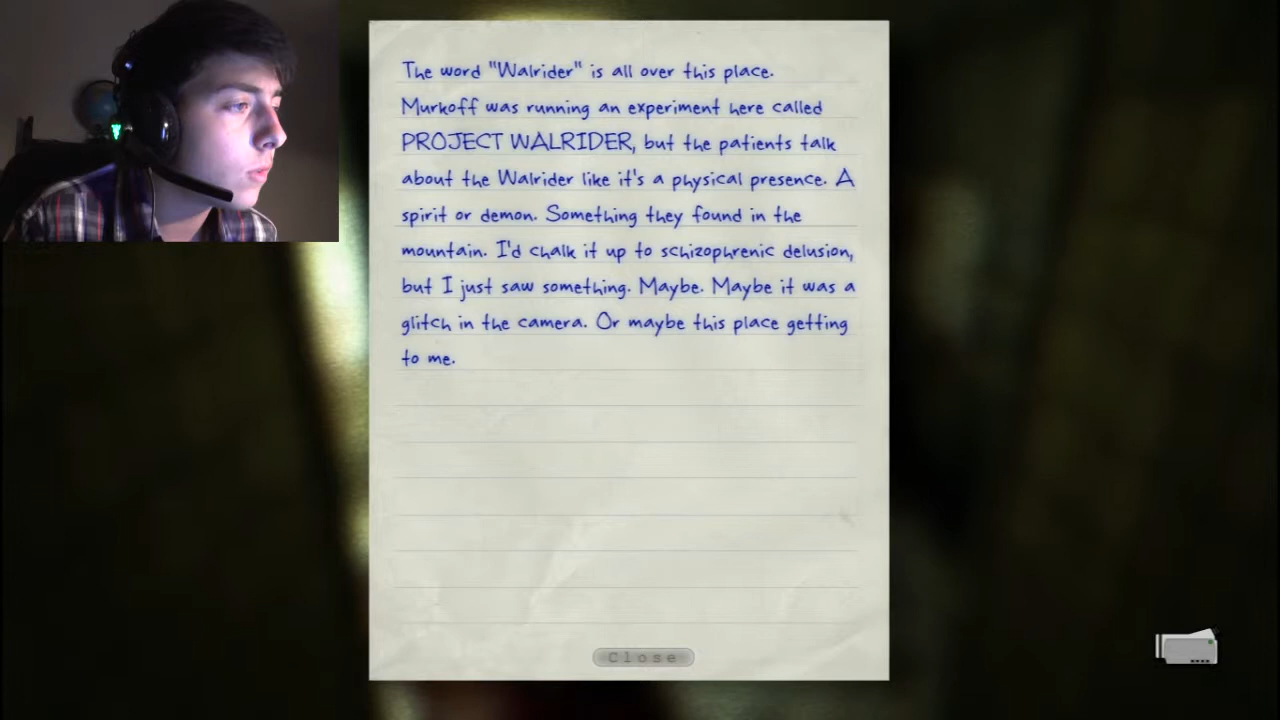 The word "Walrider" is all over this place.
Murkoff was running an experiment here called
PROJECT WALRIDER, but the patients talk
about the Walrider like it's a physical presence. A
spirit or demon. Something they found in the
mountain. I'd chalk it up to schizophrenic delusion,
but I just saw something. Maybe. Maybe it was a
glitch in the camera. Or maybe this place getting
to me.
Close